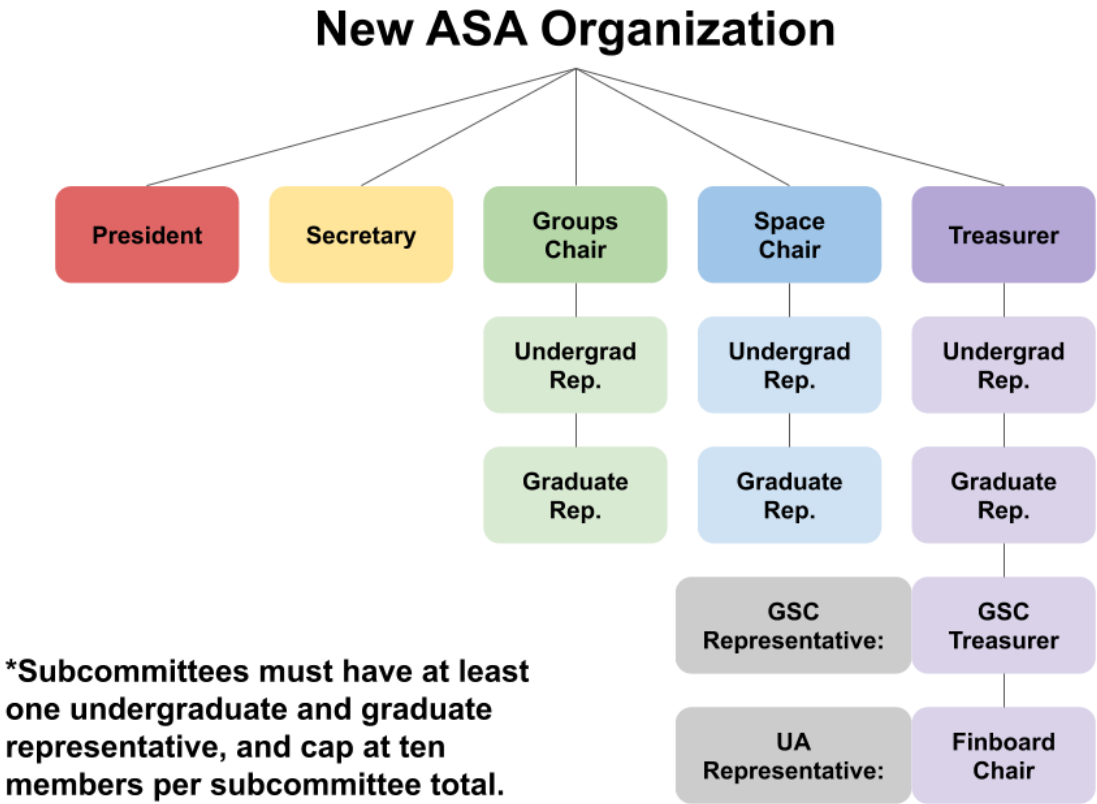 New ASA Organization
President
Secretary
Groups
Chair
Space
Chair
Treasurer
Undergrad
Rep.
Undergrad
Rep.
Undergrad
Rep.
Graduate
Rep.
Graduate
Rep.
Graduate
Rep.
GSC
Representative:
GSC
Treasurer
UA
Representative:
Finboard
Chair
*Subcommittees must have at least
one undergraduate and graduate
representative, and cap at ten
members per subcommittee total.